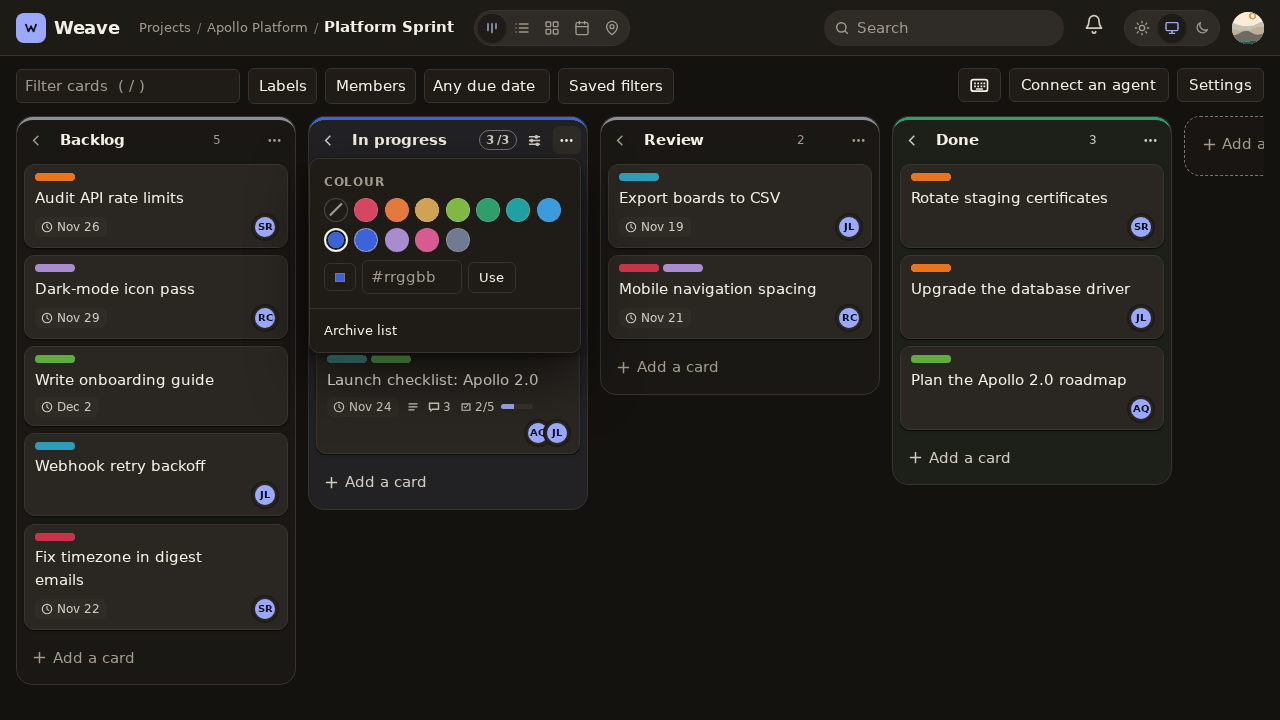 Weave
Projects / Apollo Platform / Platform Sprint
Search
Filter cards ( / )
Labels
Members
Any due date
Saved filters
Connect an agent
Settings
Backlog 5
Audit API rate limits
Nov 26
SR
Dark-mode icon pass
Nov 29
RC
Write onboarding guide
Dec 2
Webhook retry backoff
JL
Fix timezone in digest
emails
Nov 22
SR
Add a card
In progress 3/3
COLOUR
#rrggbb
Use
Archive list
Launch checklist: Apollo 2.0
Nov 24 3 2/5
AQ JL
Add a card
Review 2
Export boards to CSV
Nov 19
JL
Mobile navigation spacing
Nov 21
RC
Add a card
Done 3
Rotate staging certificates
SR
Upgrade the database driver
JL
Plan the Apollo 2.0 roadmap
AQ
Add a card
Add a